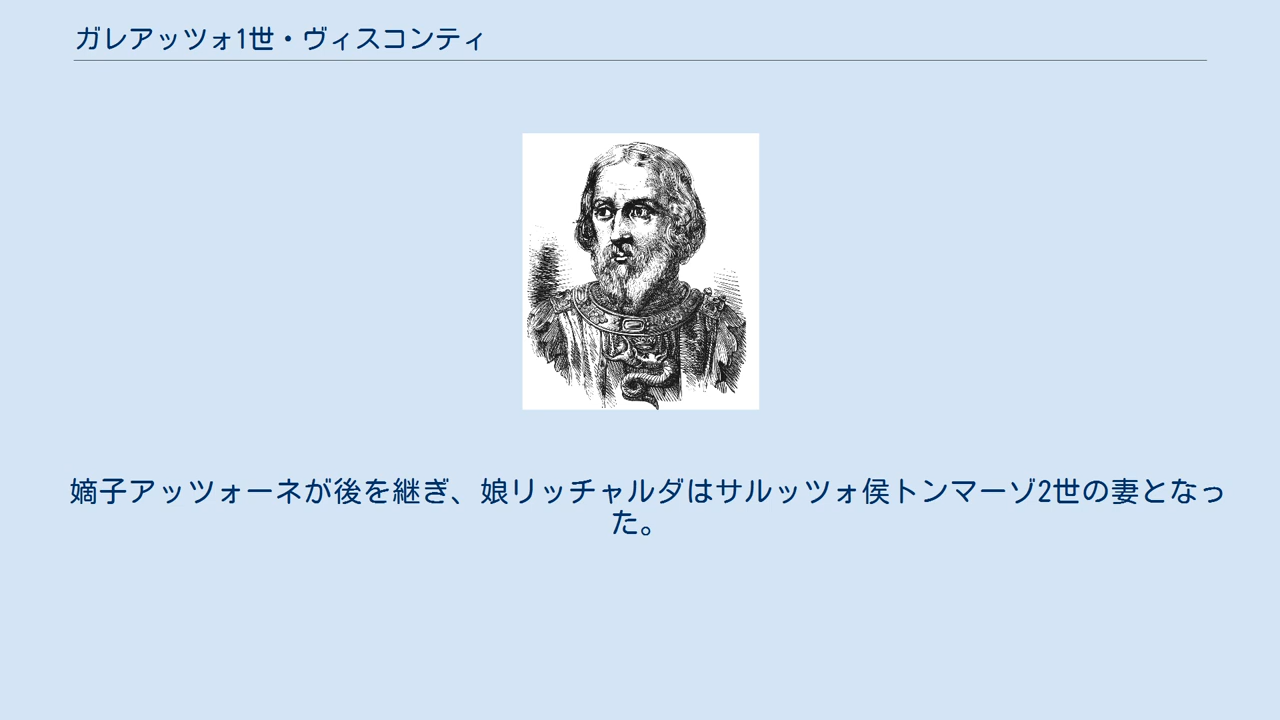 ガレアッツォ1世・ヴィスコンティ
嫡子アッツォーネが後を継ぎ、娘リッチャルダはサルッツォ侯トンマーゾ2世の妻となっ
た。